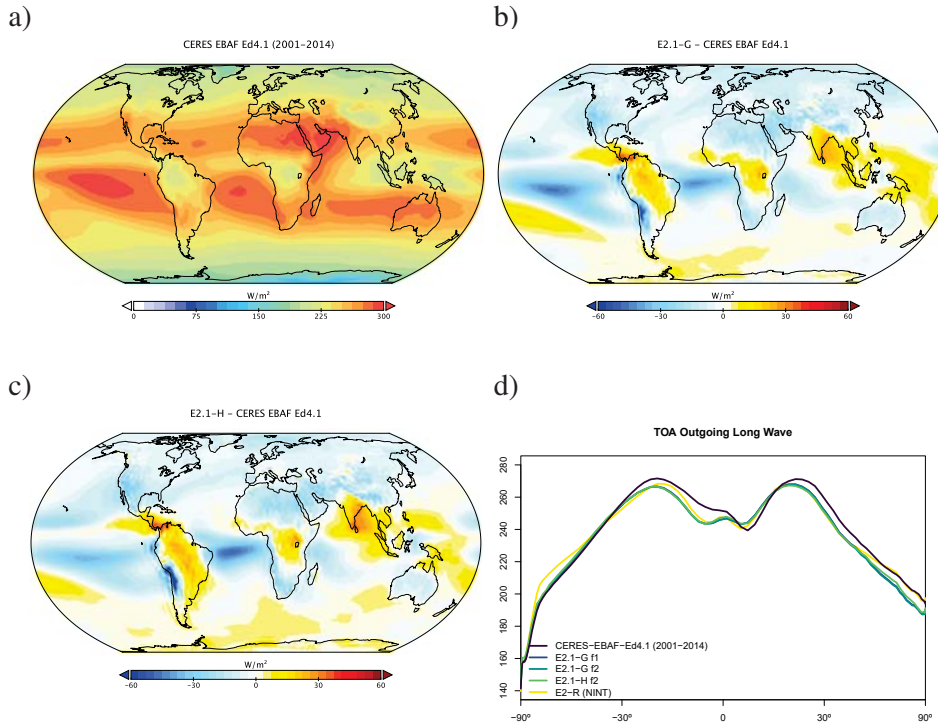 a)
CERES EBAF Ed4.1 (2001−2014)
W/m²
0 75 150 225 300
b)
E2.1−G − CERES EBAF Ed4.1
W/m²
−60 −30 0 30 60
c)
E2.1−H − CERES EBAF Ed4.1
W/m²
−60 −30 0 30 60
d)
TOA Outgoing Long Wave
280
260
240
220
200
180
160
140
CERES−EBAF−Ed4.1 (2001−2014)
E2.1−G f1
E2.1−G f2
E2.1−H f2
E2−R (NINT)
−90º −30º 0 30º 90º